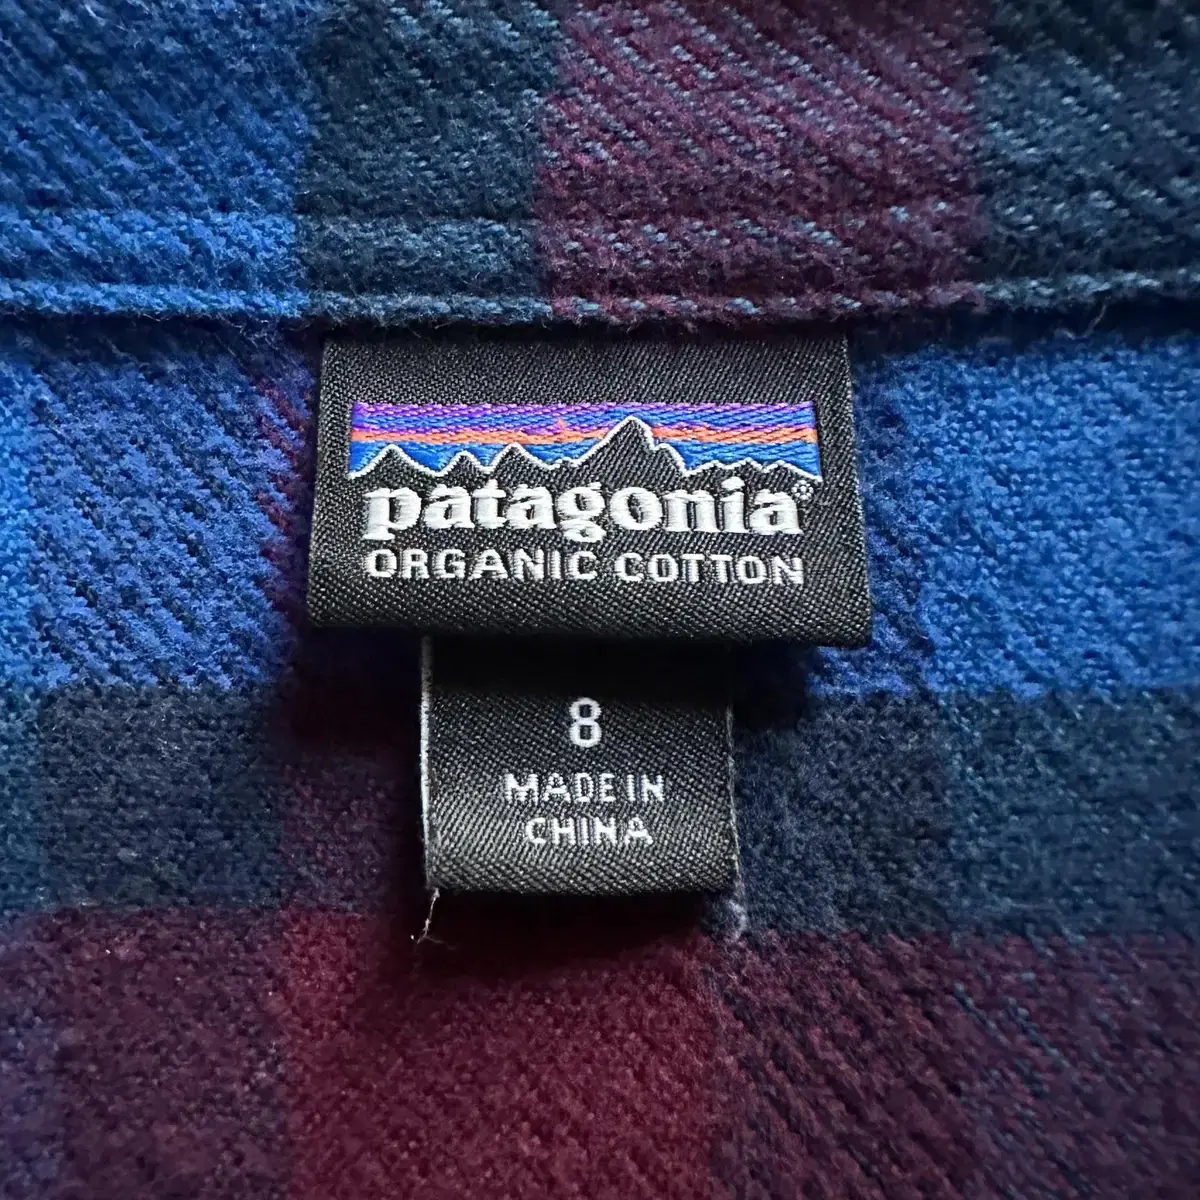 patagonia®
ORGANIC COTTON
8
MADE IN
CHINA